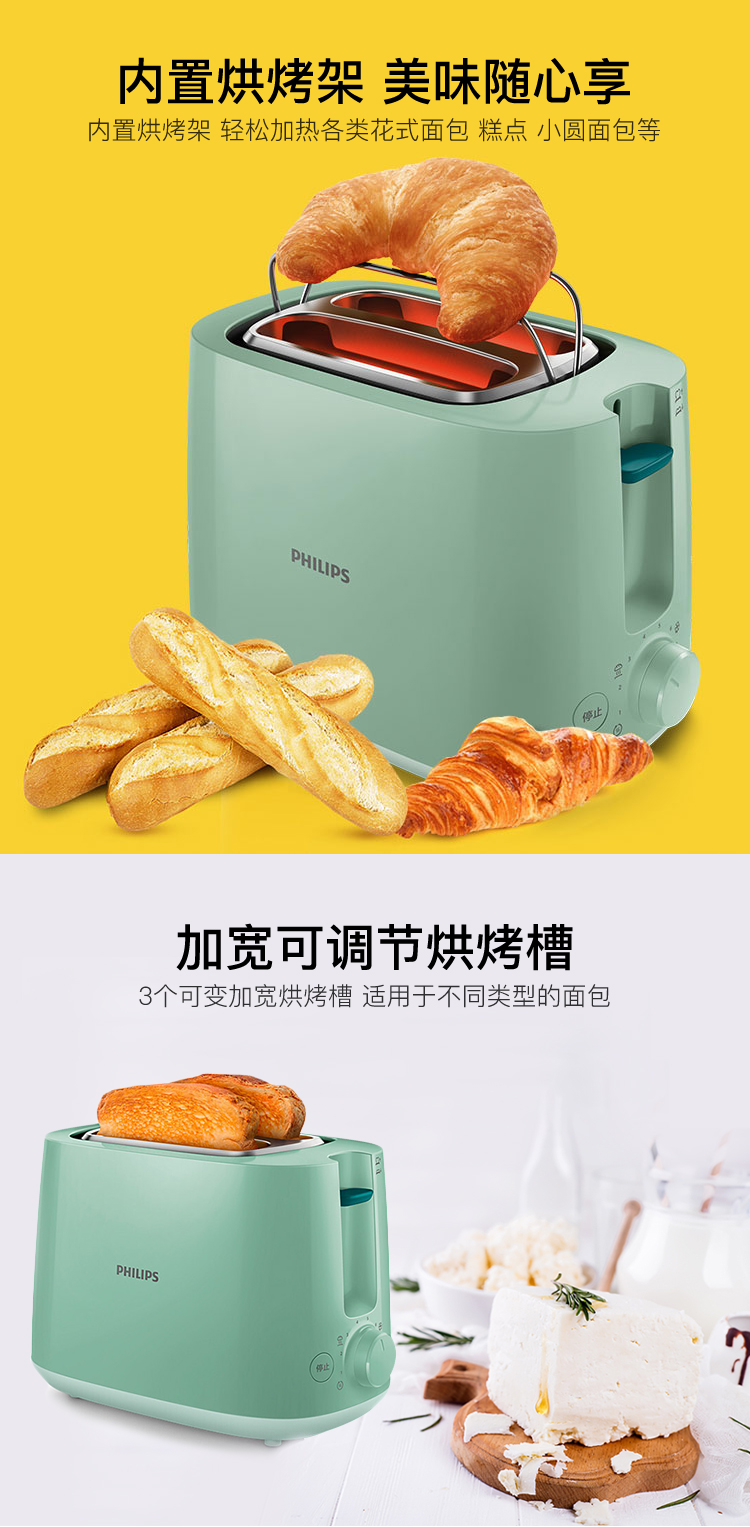 内置烘烤架 美味随心享
内置烘烤架 轻松加热各类花式面包 糕点 小圆面包等
PHILIPS
停止
加宽可调节烘烤槽
3个可变加宽烘烤槽 适用于不同类型的面包
PHILIPS
停止